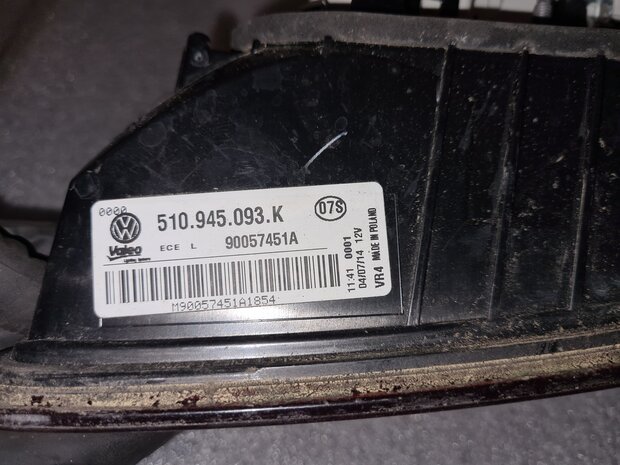 0000
510.945.093.K
07S
VW
Valeo
ECE L
90057451A
M90057451A1854
11:41 0001
04/07/14 12V
VR4 MADE IN POLAND